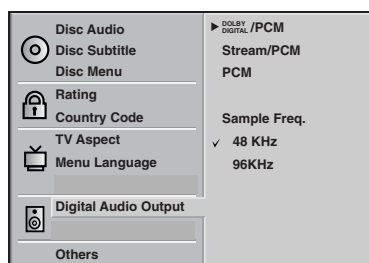 Disc Audio
Disc Subtitle
Disc Menu
Rating
Country Code
TV Aspect
Menu Language
Digital Audio Output
Others
DOLBY DIGITAL /PCM
Stream/PCM
PCM
Sample Freq.
48 KHz
96KHz